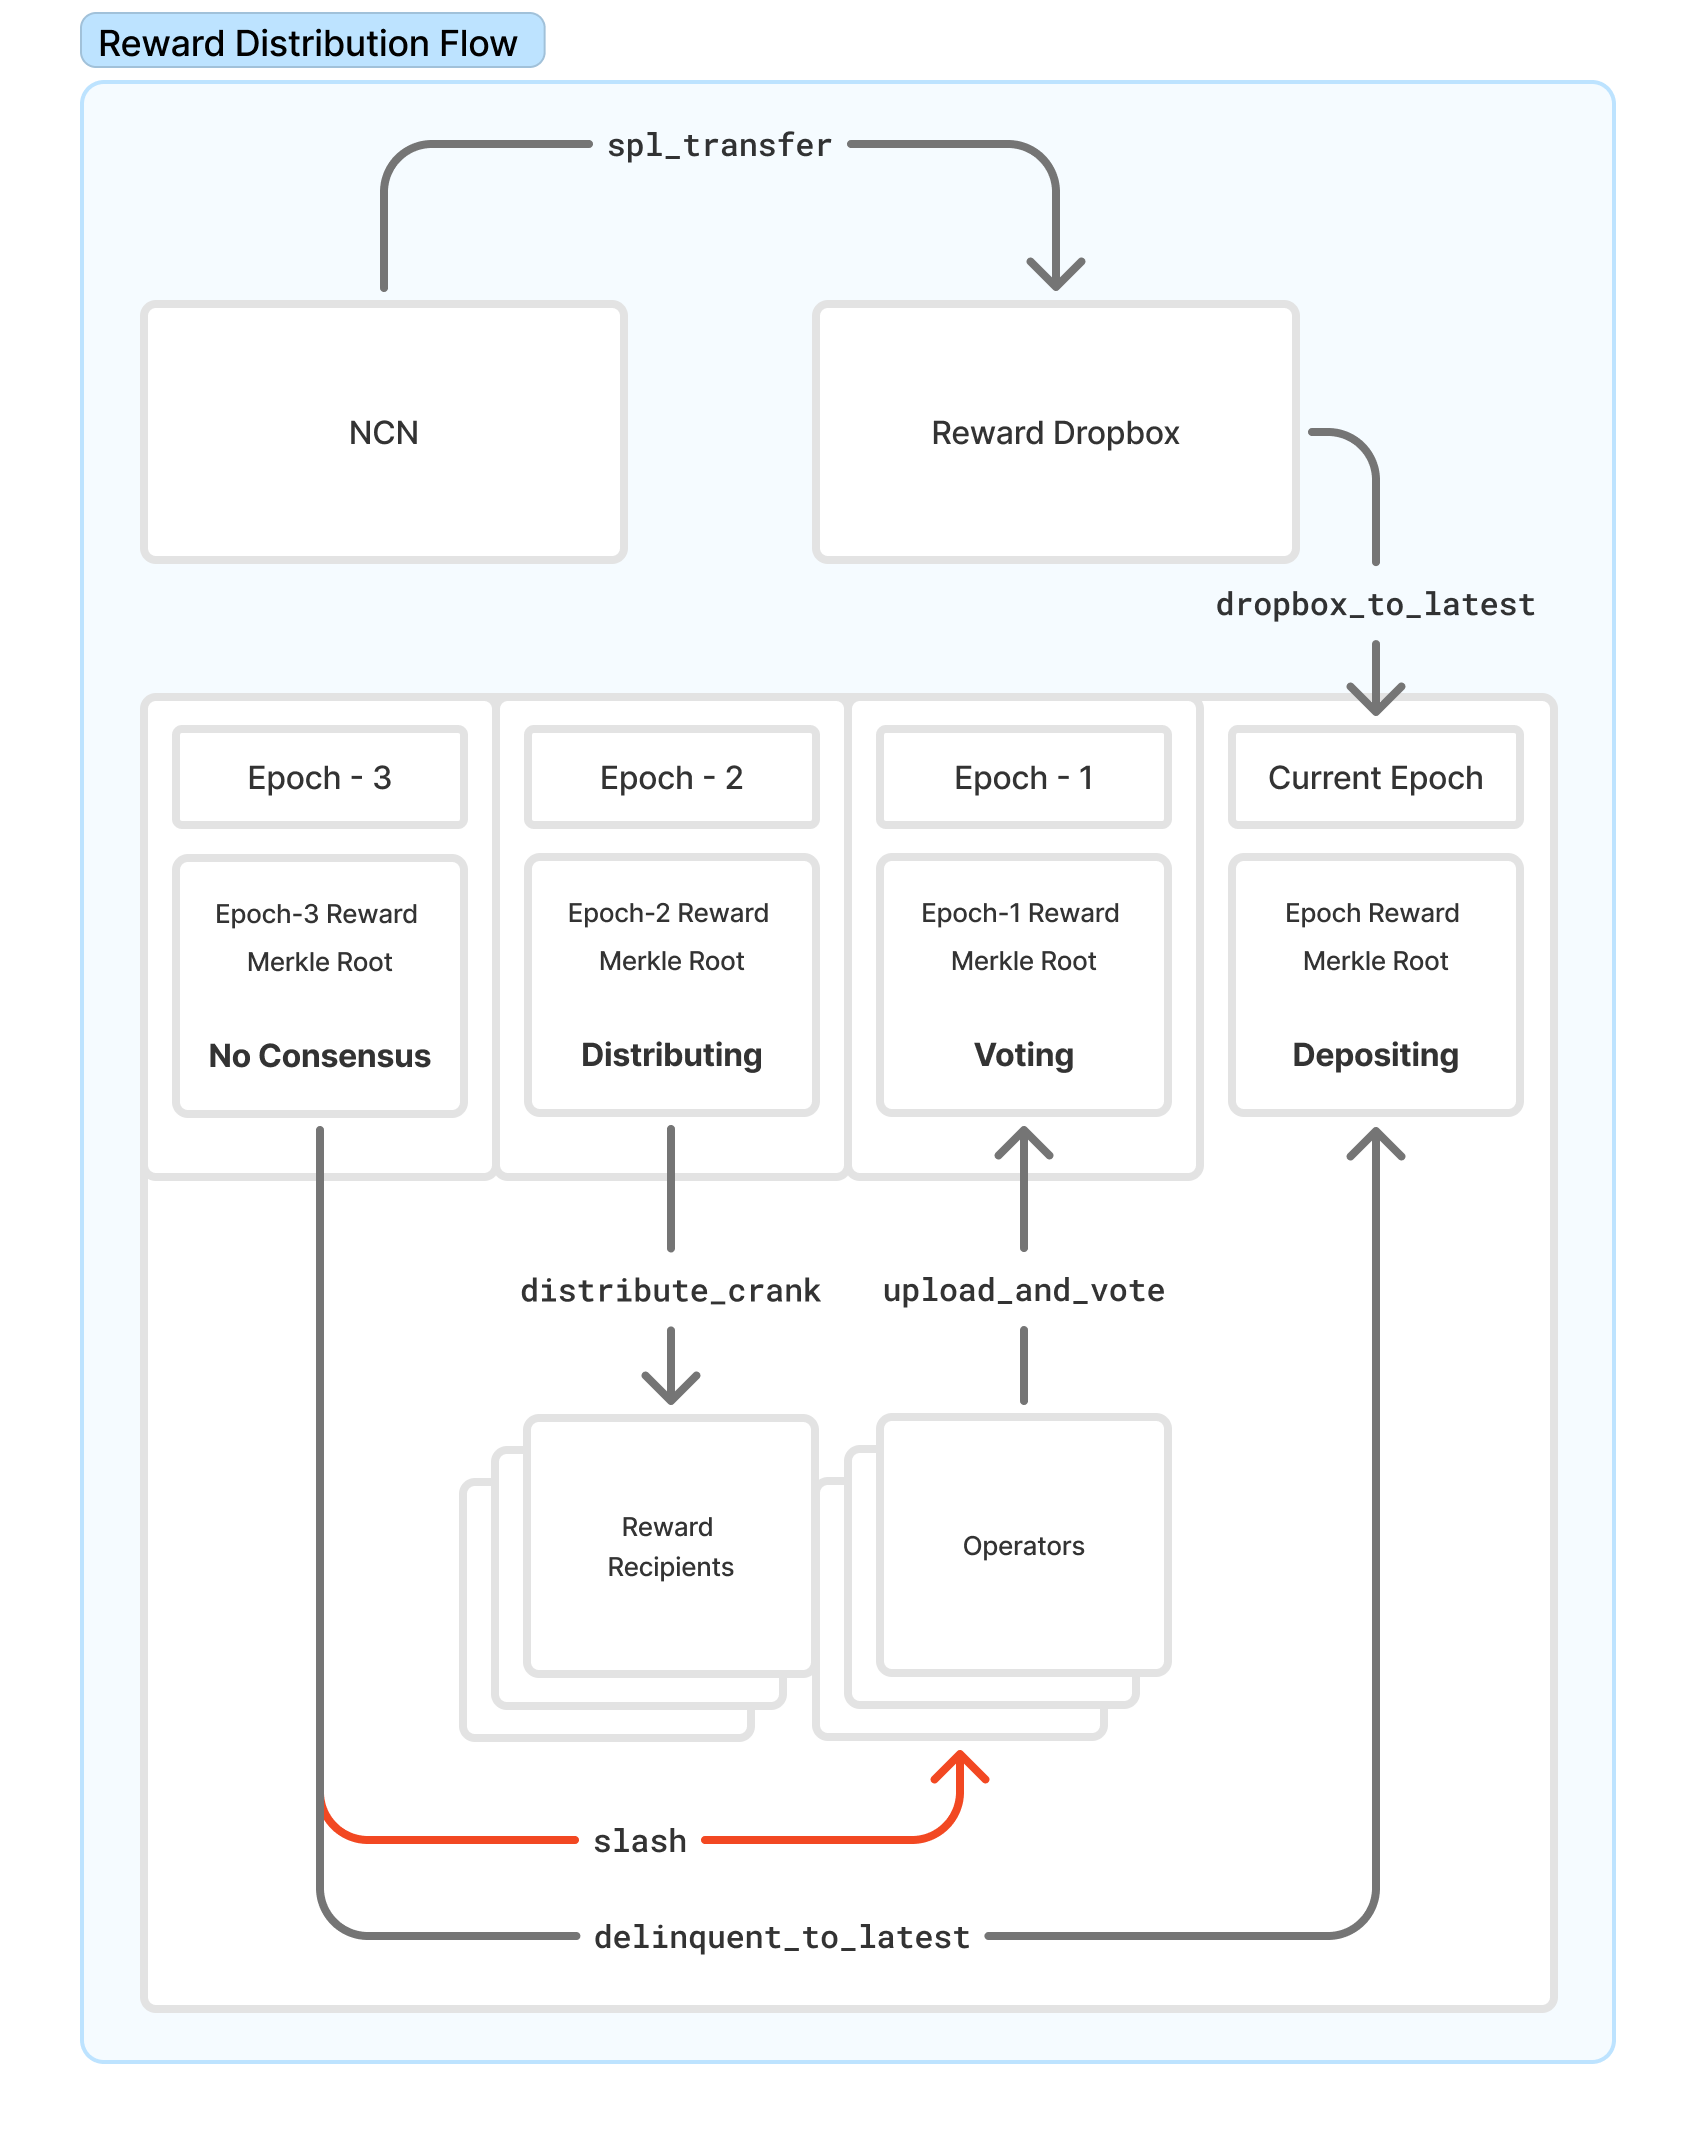 Reward Distribution Flow
spl_transfer
NCN
Reward Dropbox
dropbox_to_latest
Epoch - 3
Epoch - 2
Epoch - 1
Current Epoch
Epoch-3 Reward
Merkle Root
No Consensus
Epoch-2 Reward
Merkle Root
Distributing
Epoch-1 Reward
Merkle Root
Voting
Epoch Reward
Merkle Root
Depositing
distribute_crank
upload_and_vote
Reward
Recipients
Operators
slash
delinquent_to_latest